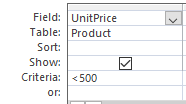 Field: UnitPrice
Table: Product
Sort:
Show:
Criteria: <500
or: